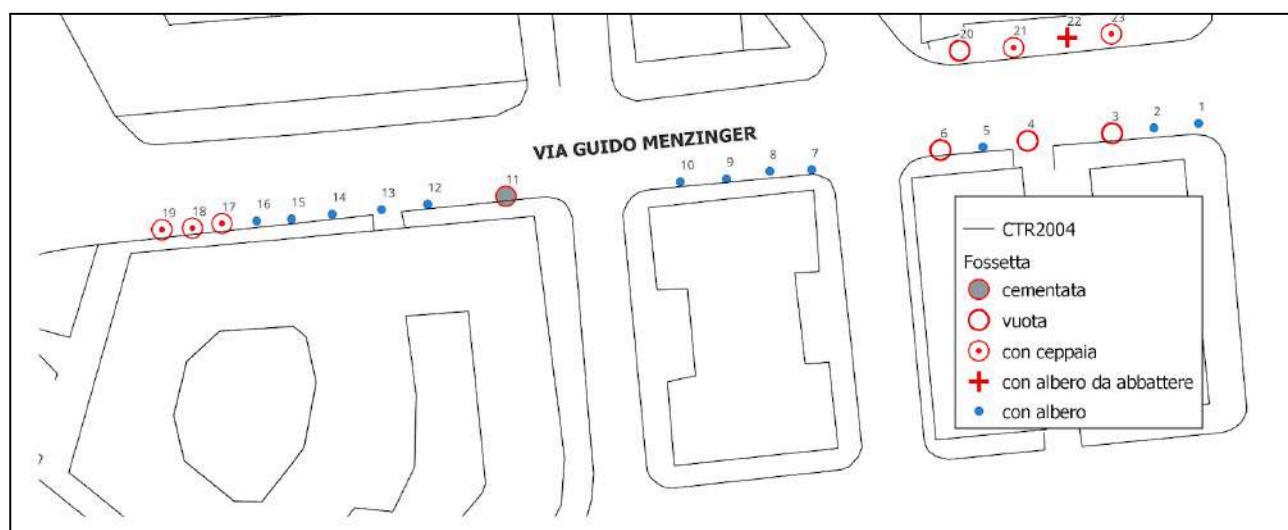 20
21
22
23
VIA GUIDO MENZINGER
6
5
4
3
2
1
10
9
8
7
19
18
17
16
15
14
13
12
11
CTR2004
Fossetta
cementata
vuota
con ceppaia
con albero da abbattere
con albero